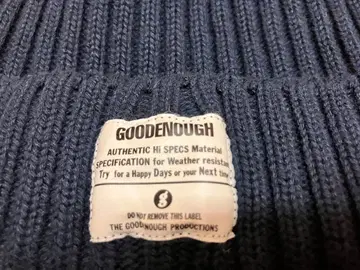 GOODENOUGH
AUTHENTIC Hi SPECS Material
SPECIFICATION for Weather resistan
Try for a Happy Days or your Next time
g
DO NOT REMOVE THIS LABEL
THE GOODNOUGH PRODUCTIONS